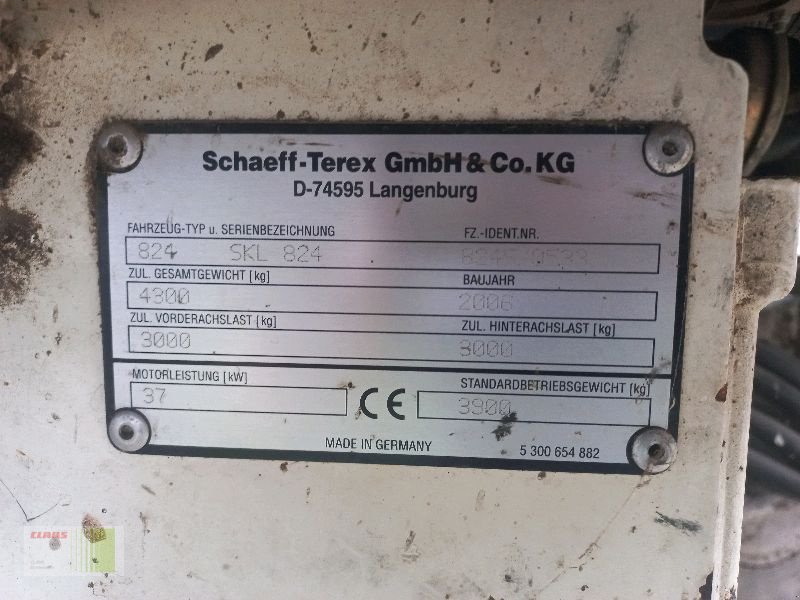 Schaeff-Terex GmbH & Co. KG
D-74595 Langenburg
FAHRZEUG-TYP u. SERIENBEZEICHNUNG FZ.-IDENT.NR.
824 SKL 824
ZUL. GESAMTGEWICHT [kg] BAUJAHR
4300 2006
ZUL. VORDERACHSLAST [kg] ZUL. HINTERACHSLAST [kg]
3000 3000
MOTORLEISTUNG [kW] STANDARDBETRIEBSGEWICHT [kg]
37 CE 3900
MADE IN GERMANY 5 300 654 882
CLAAS